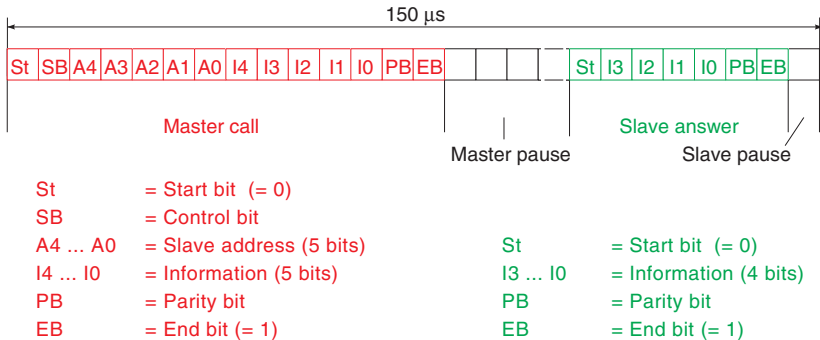 150 µs
St SB A4 A3 A2 A1 A0 I4 I3 I2 I1 I0 PB EB St I3 I2 I1 I0 PB EB
Master call Slave answer
Master pause Slave pause
St = Start bit (= 0)
SB = Control bit
A4 ... A0 = Slave address (5 bits) St = Start bit (= 0)
I4 ... I0 = Information (5 bits) I3 ... I0 = Information (4 bits)
PB = Parity bit PB = Parity bit
EB = End bit (= 1) EB = End bit (= 1)